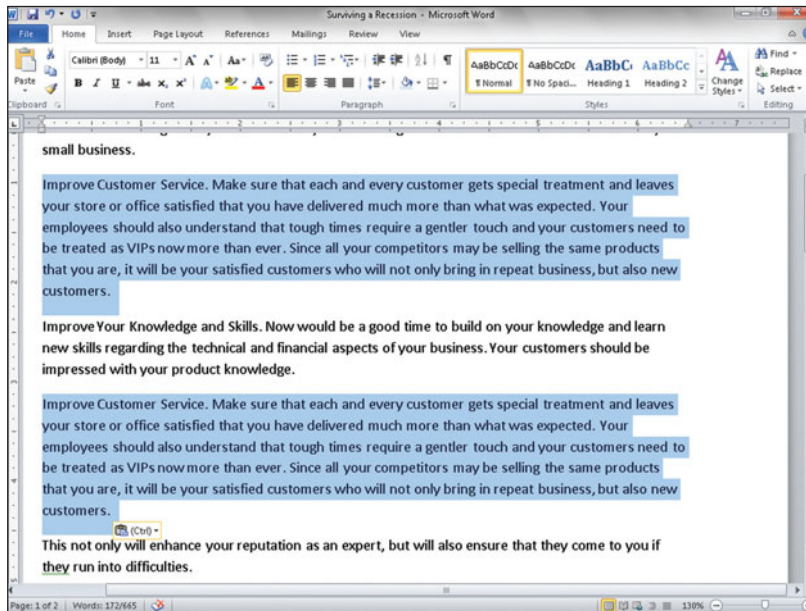 Surviving a Recession - Microsoft Word
File Home Insert Page Layout References Mailings Review View
Calibri (Body) 11 A A Aa
Paste
B I U abc x, x² A A
Clipboard Font Paragraph Styles Editing
AaBbCcDc AaBbCcDc AaBbC AaBbCc
¶ Normal ¶ No Spaci... Heading 1 Heading 2
Change Styles
Find
Replace
Select
1 2 3 4 5 6 7
small business.
Improve Customer Service. Make sure that each and every customer gets special treatment and leaves
your store or office satisfied that you have delivered much more than what was expected. Your
employees should also understand that tough times require a gentler touch and your customers need to
be treated as VIPs now more than ever. Since all your competitors may be selling the same products
that you are, it will be your satisfied customers who will not only bring in repeat business, but also new
customers.
Improve Your Knowledge and Skills. Now would be a good time to build on your knowledge and learn
new skills regarding the technical and financial aspects of your business. Your customers should be
impressed with your product knowledge.
Improve Customer Service. Make sure that each and every customer gets special treatment and leaves
your store or office satisfied that you have delivered much more than what was expected. Your
employees should also understand that tough times require a gentler touch and your customers need to
be treated as VIPs now more than ever. Since all your competitors may be selling the same products
that you are, it will be your satisfied customers who will not only bring in repeat business, but also new
customers.
(Ctrl)
This not only will enhance your reputation as an expert, but will also ensure that they come to you if
they run into difficulties.
Page: 1 of 2 Words: 172/665 130%